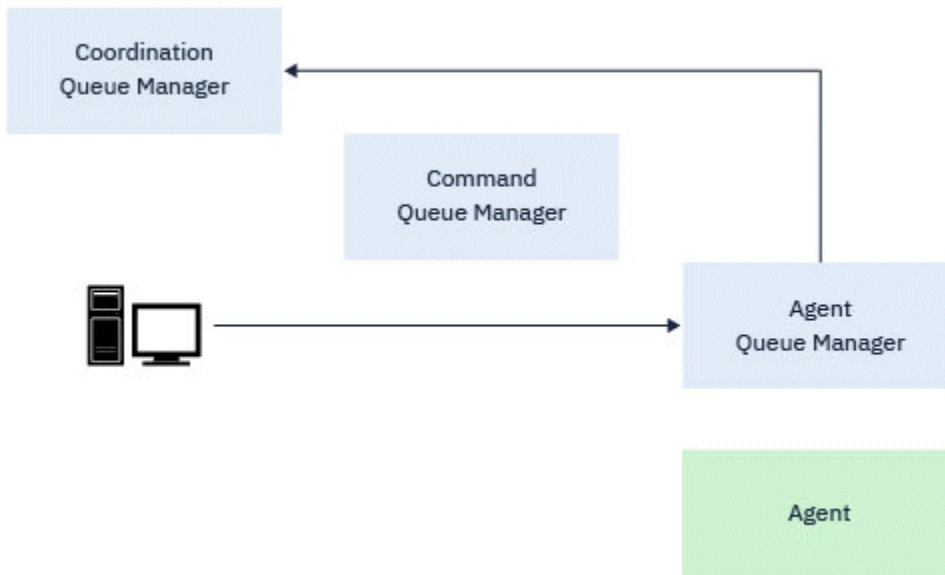 Coordination
Queue Manager
Command
Queue Manager
Agent
Queue Manager
Agent